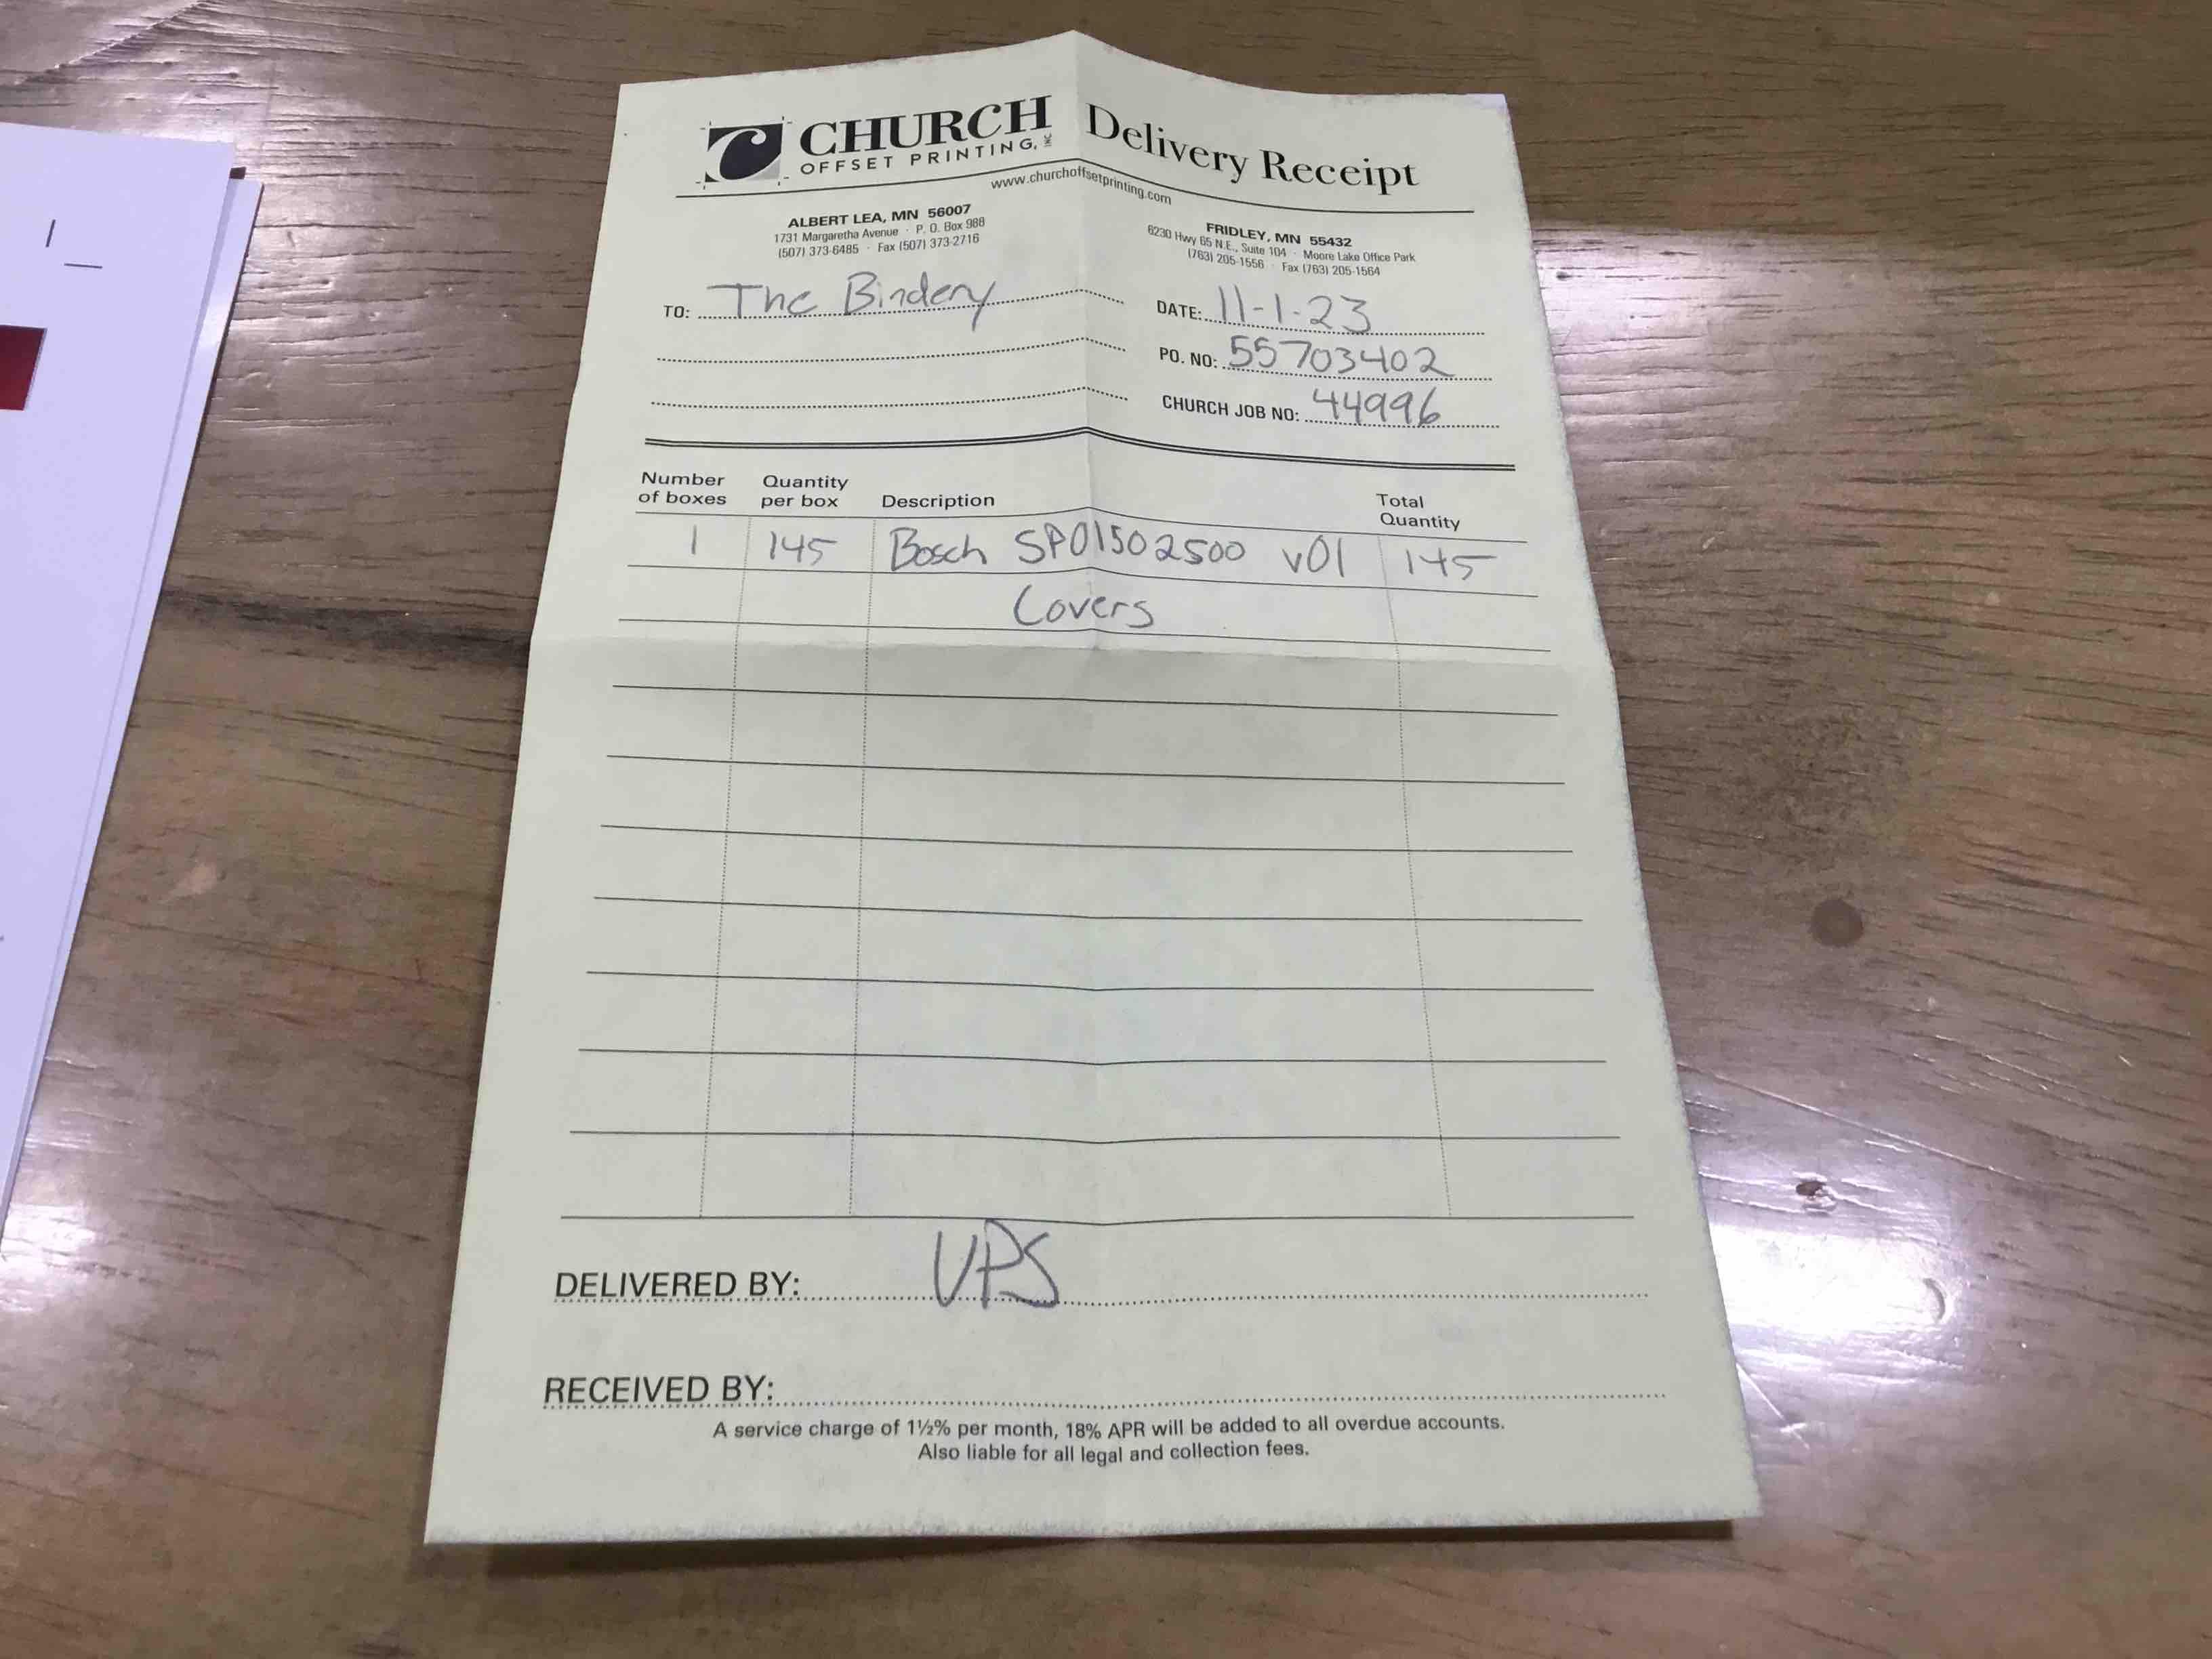 CHURCH
OFFSET PRINTING, INC
Delivery Receipt
www.churchoffsetprinting.com
ALBERT LEA, MN 56007
1731 Margaretha Avenue · P. O. Box 988
(507) 373-6485 · Fax (507) 373-2716
FRIDLEY, MN 55432
6230 Hwy 65 N.E., Suite 104 · Moore Lake Office Park
(763) 205-1556 · Fax (763) 205-1564
TO: The Bindery
DATE: 11-1-23
PO. NO: 55703402
CHURCH JOB NO: 44996
Number of boxes
Quantity per box
Description
Total Quantity
1 145 Bosch SP01502500 v01 145
Covers
DELIVERED BY: UPS
RECEIVED BY:
A service charge of 1½% per month, 18% APR will be added to all overdue accounts.
Also liable for all legal and collection fees.